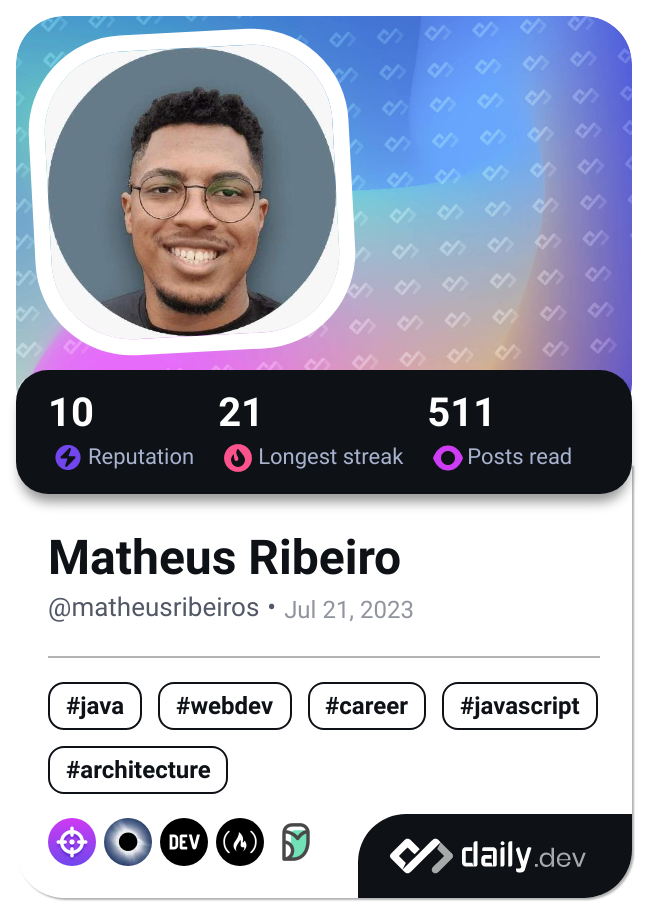 10 21 511
Reputation Longest streak Posts read
Matheus Ribeiro
@matheusribeiros • Jul 21, 2023
#java #webdev #career #javascript
#architecture
DEV
daily.dev